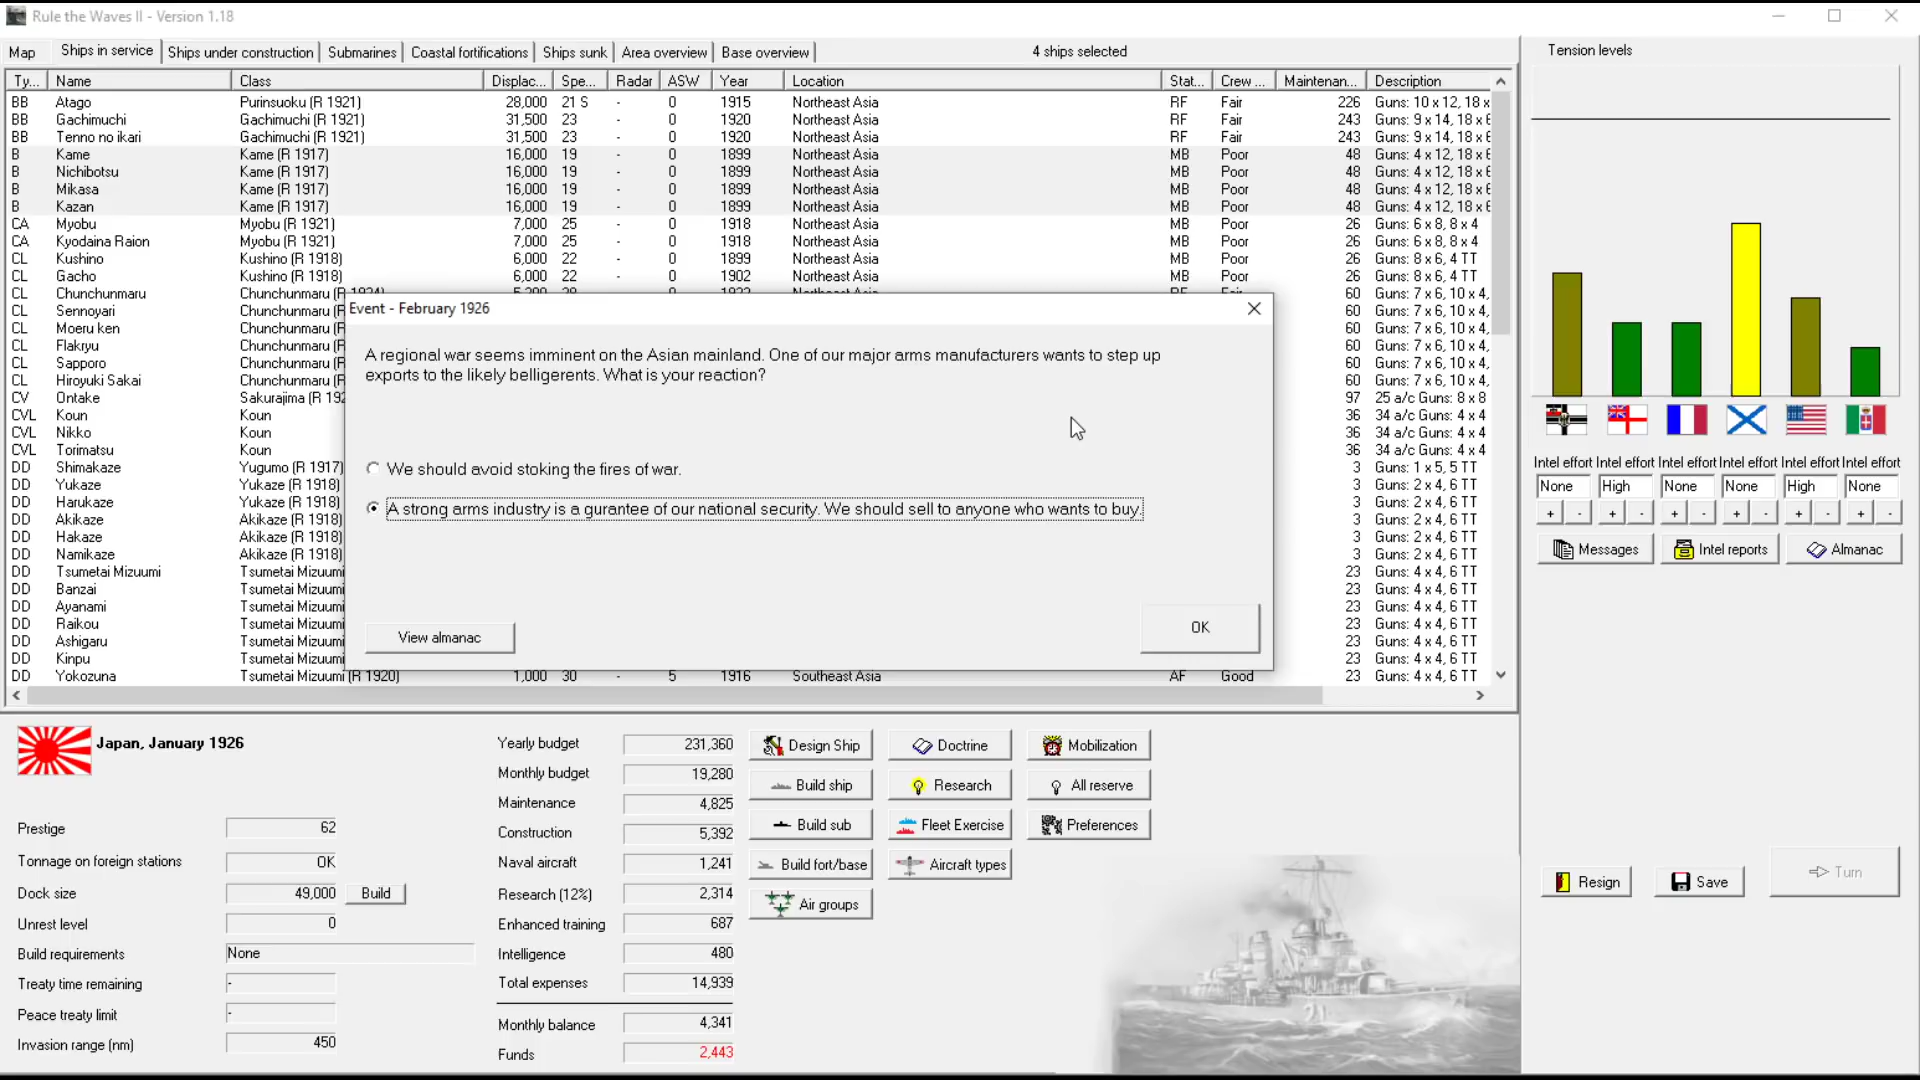 Rule the Waves II - Version 1.18
Map Ships in service Ships under construction Submarines Coastal fortifications Ships sunk Area overview Base overview 4 ships selected
Ty... Name Class Displac... Spe... Radar ASW Year Location Stat... Crew ... Maintenan... Description
BB Atago Purinsuoku (R 1921) 28,000 21 S - 0 1915 Northeast Asia RF Fair 226 Guns: 10 x 12, 18 x
BB Gachimuchi Gachimuchi (R 1921) 31,500 23 - 0 1920 Northeast Asia RF Fair 243 Guns: 9 x 14, 18 x 6
BB Tenno no ikari Gachimuchi (R 1921) 31,500 23 - 0 1920 Northeast Asia RF Fair 243 Guns: 9 x 14, 18 x 6
B Kame Kame (R 1917) 16,000 19 - 0 1899 Northeast Asia MB Poor 48 Guns: 4 x 12, 18 x 6
B Nichibotsu Kame (R 1917) 16,000 19 - 0 1899 Northeast Asia MB Poor 48 Guns: 4 x 12, 18 x 6
B Mikasa Kame (R 1917) 16,000 19 - 0 1899 Northeast Asia MB Poor 48 Guns: 4 x 12, 18 x 6
B Kazan Kame (R 1917) 16,000 19 - 0 1899 Northeast Asia MB Poor 48 Guns: 4 x 12, 18 x 6
CA Myobu Myobu (R 1921) 7,000 25 - 0 1918 Northeast Asia MB Poor 26 Guns: 6 x 8, 8 x 4
CA Kyodaina Raion Myobu (R 1921) 7,000 25 - 0 1918 Northeast Asia MB Poor 26 Guns: 6 x 8, 8 x 4
CL Kushino Kushino (R 1918) 6,000 22 - 0 1899 Northeast Asia MB Poor 26 Guns: 8 x 6, 4 TT
CL Gacho Kushino (R 1918) 6,000 22 - 0 1902 Northeast Asia MB Poor 26 Guns: 8 x 6, 4 TT
CL Chunchunmaru Chunchunmaru (R 60 Guns: 7 x 6, 10 x 4,
CL Sennoyari Chunchunmaru (R 60 Guns: 7 x 6, 10 x 4,
CL Moeru ken Chunchunmaru (R 60 Guns: 7 x 6, 10 x 4,
CL Flakryu Chunchunmaru (R 60 Guns: 7 x 6, 10 x 4,
CL Sapporo Chunchunmaru (R 60 Guns: 7 x 6, 10 x 4,
CL Hiroyuki Sakai Chunchunmaru (R 60 Guns: 7 x 6, 10 x 4,
CV Ontake Sakurajima (R 192 97 25 a/c Guns: 8 x 8
CVL Koun Koun 36 34 a/c Guns: 4 x 4
CVL Nikko Koun 36 34 a/c Guns: 4 x 4
CVL Torimatsu Koun 36 34 a/c Guns: 4 x 4
DD Shimakaze Yugumo (R 1917) 3 Guns: 1 x 5, 5 TT
DD Yukaze Yukaze (R 1918) 3 Guns: 2 x 4, 6 TT
DD Harukaze Yukaze (R 1918) 3 Guns: 2 x 4, 6 TT
DD Akikaze Akikaze (R 1918) 3 Guns: 2 x 4, 6 TT
DD Hakaze Akikaze (R 1918) 3 Guns: 2 x 4, 6 TT
DD Namikaze Akikaze (R 1918) 3 Guns: 2 x 4, 6 TT
DD Tsumetai Mizuumi Tsumetai Mizuumi 23 Guns: 4 x 4, 6 TT
DD Banzai Tsumetai Mizuumi 23 Guns: 4 x 4, 6 TT
DD Ayanami Tsumetai Mizuumi 23 Guns: 4 x 4, 6 TT
DD Raikou Tsumetai Mizuumi 23 Guns: 4 x 4, 6 TT
DD Ashigaru Tsumetai Mizuumi 23 Guns: 4 x 4, 6 TT
DD Kinpu Tsumetai Mizuumi 23 Guns: 4 x 4, 6 TT
DD Yokozuna Tsumetai Mizuumi (R 1920) 1,000 30 - 5 1916 Southeast Asia AF Good 23 Guns: 4 x 4, 6 TT
Event - February 1926
A regional war seems imminent on the Asian mainland. One of our major arms manufacturers wants to step up
exports to the likely belligerents. What is your reaction?
We should avoid stoking the fires of war.
A strong arms industry is a gurantee of our national security. We should sell to anyone who wants to buy.
View almanac OK
Tension levels
Intel effort Intel effort Intel effort Intel effort Intel effort Intel effort
None High None None High None
+ - + - + - + - + - + -
Messages Intel reports Almanac
Resign Save Turn
Japan, January 1926
Prestige 62
Tonnage on foreign stations OK
Dock size 49,000 Build
Unrest level 0
Build requirements None
Treaty time remaining -
Peace treaty limit -
Invasion range (nm) 450
Yearly budget 231,360
Monthly budget 19,280
Maintenance 4,825
Construction 5,392
Naval aircraft 1,241
Research (12%) 2,314
Enhanced training 687
Intelligence 480
Total expenses 14,939
Monthly balance 4,341
Funds 2,443
Design Ship Doctrine Mobilization
Build ship Research All reserve
Build sub Fleet Exercise Preferences
Build fort/base Aircraft types
Air groups